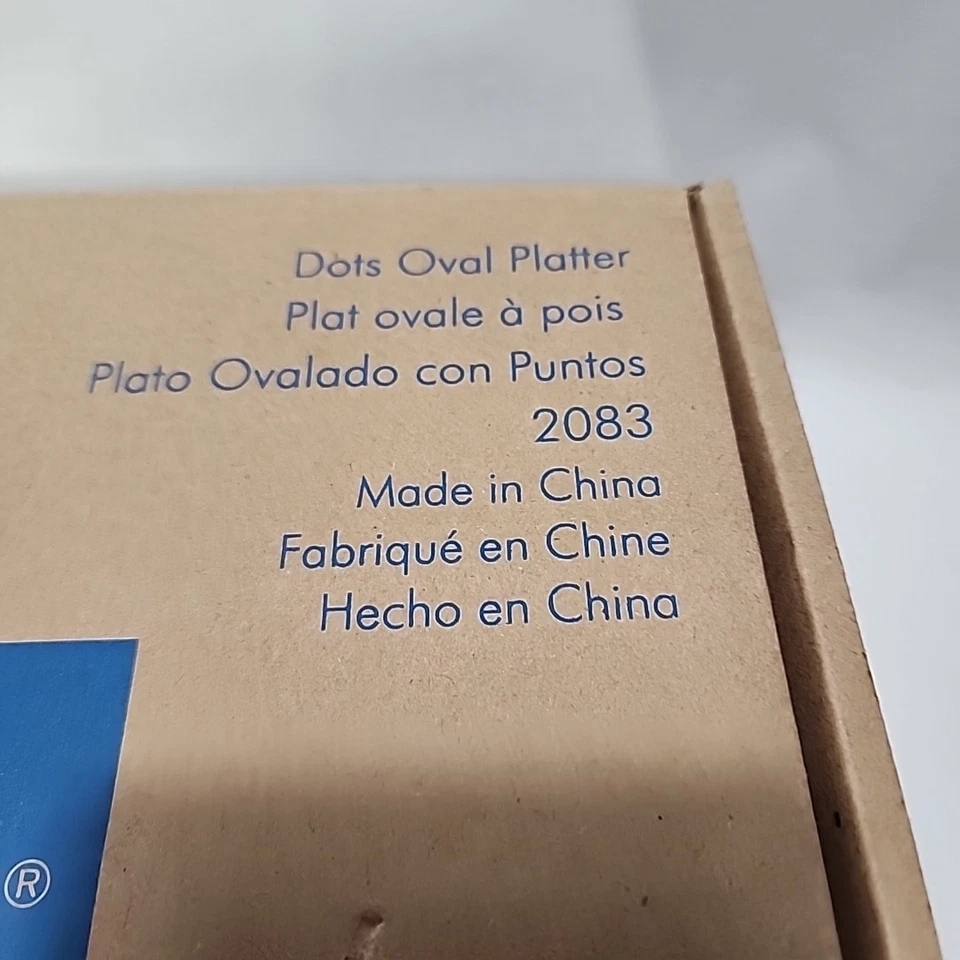 Dots Oval Platter
Plat ovale à pois
Plato Ovalado con Puntos
2083
Made in China
Fabriqué en Chine
Hecho en China
®